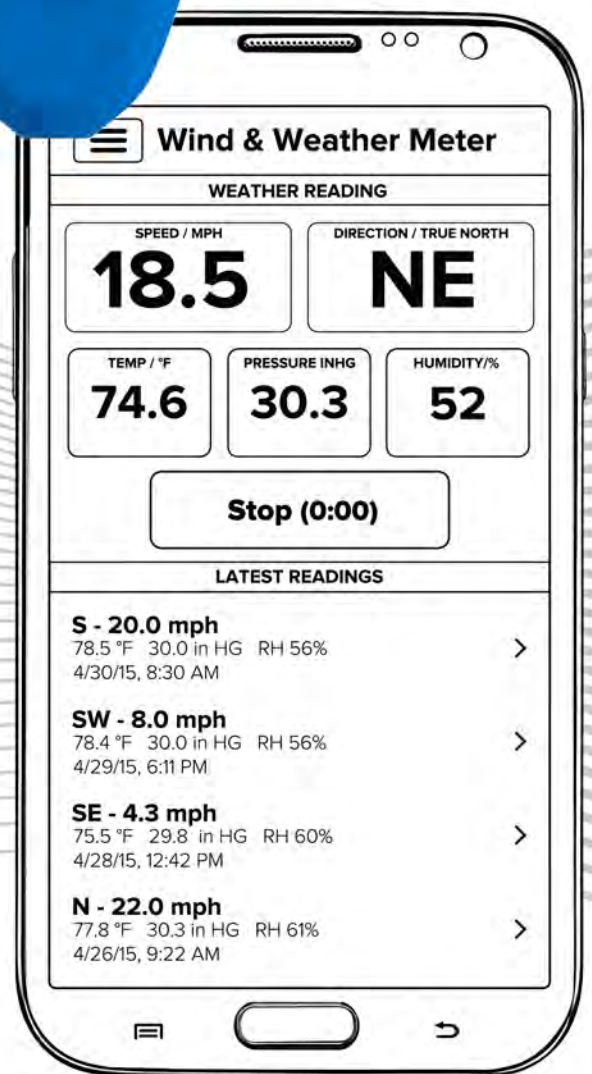 Wind & Weather Meter
WEATHER READING
SPEED / MPH
18.5
DIRECTION / TRUE NORTH
NE
TEMP / °F
74.6
PRESSURE INHG
30.3
HUMIDITY/%
52
Stop (0:00)
LATEST READINGS
S - 20.0 mph
78.5 °F 30.0 in HG RH 56%
4/30/15, 8:30 AM
SW - 8.0 mph
78.4 °F 30.0 in HG RH 56%
4/29/15, 6:11 PM
SE - 4.3 mph
75.5 °F 29.8 in HG RH 60%
4/28/15, 12:42 PM
N - 22.0 mph
77.8 °F 30.3 in HG RH 61%
4/26/15, 9:22 AM